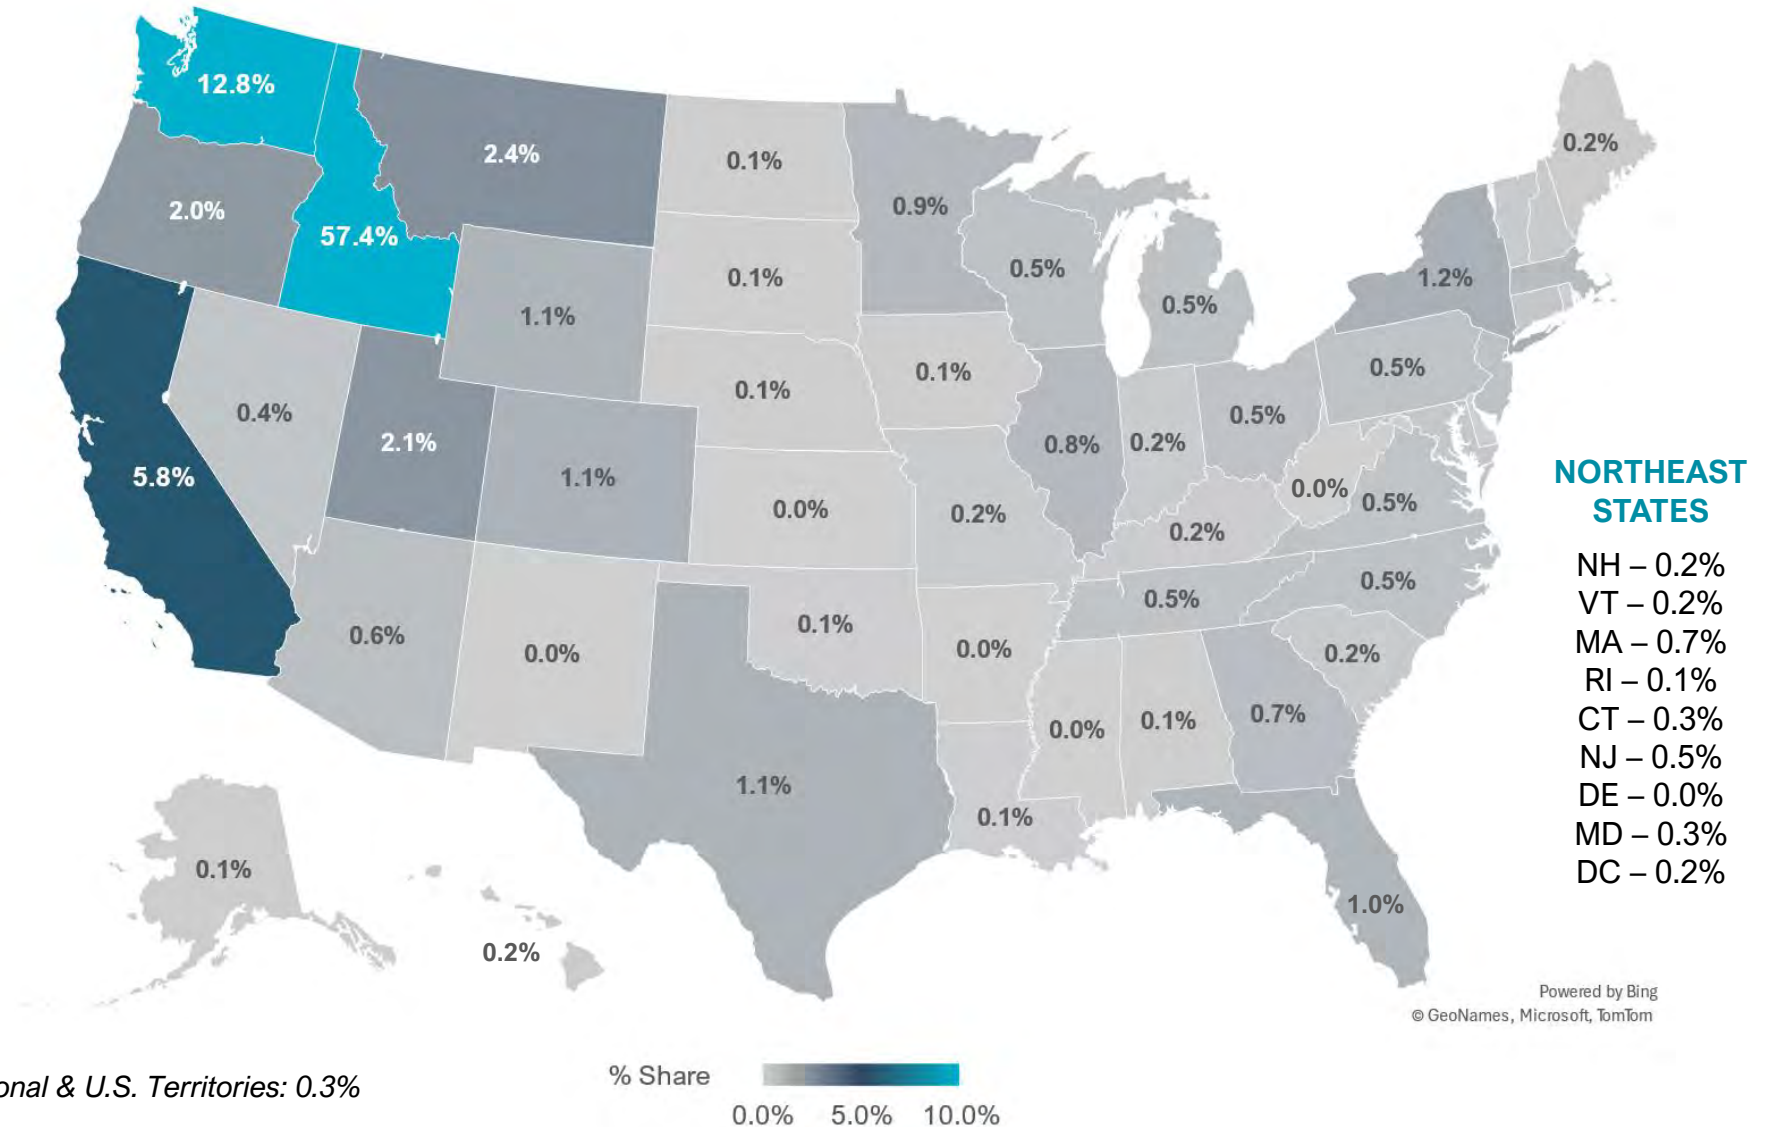 12.8%
2.4%
0.2%
0.1%
2.0%
0.9%
57.4%
0.5%
0.1%
1.2%
0.5%
1.1%
0.5%
0.1%
0.1%
0.4%
0.5%
2.1%
0.8%
0.2%
5.8%
1.1%
0.0%
0.5%
0.0%
0.2%
0.2%
0.5%
0.5%
0.1%
0.6%
0.0%
0.0%
0.2%
0.7%
0.1%
0.0%
1.1%
0.1%
0.1%
1.0%
0.2%
NORTHEAST
STATES
NH – 0.2%
VT – 0.2%
MA – 0.7%
RI – 0.1%
CT – 0.3%
NJ – 0.5%
DE – 0.0%
MD – 0.3%
DC – 0.2%
Powered by Bing
© GeoNames, Microsoft, TomTom
onal & U.S. Territories: 0.3%
% Share
0.0% 5.0% 10.0%